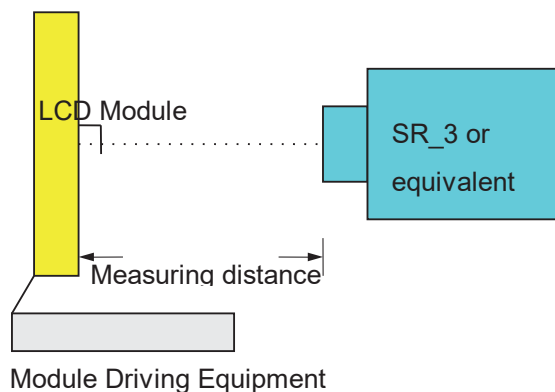 LCD Module
SR_3 or
equivalent
Measuring distance
Module Driving Equipment